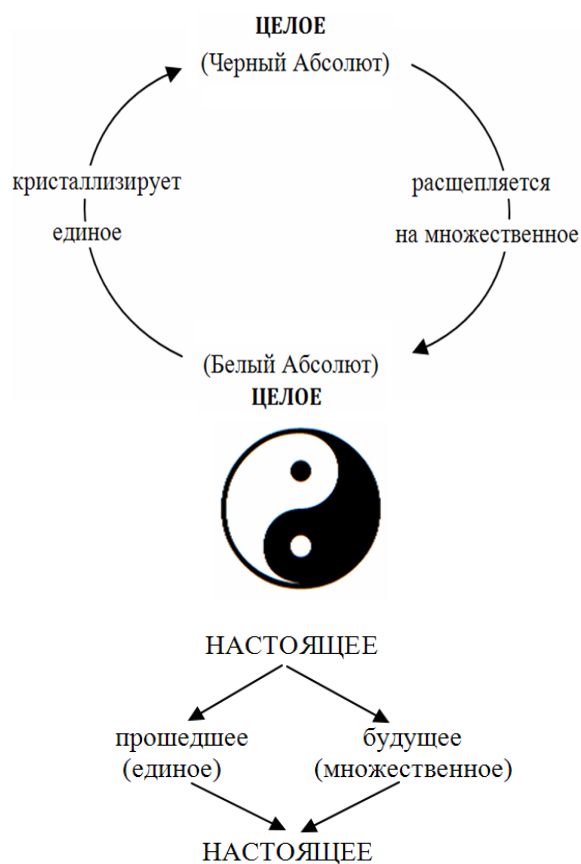 ЦЕЛОЕ
(Черный Абсолют)
кристаллизирует
единое
расщепляется
на множественное
(Белый Абсолют)
ЦЕЛОЕ
НАСТОЯЩЕЕ
прошедшее
(единое)
будущее
(множественное)
НАСТОЯЩЕЕ